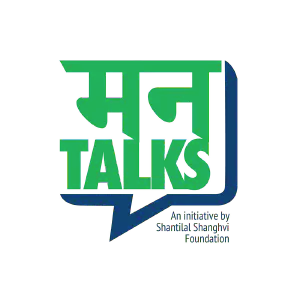 मन
TALKS
An initiative by
Shantilal Shanghvi
Foundation